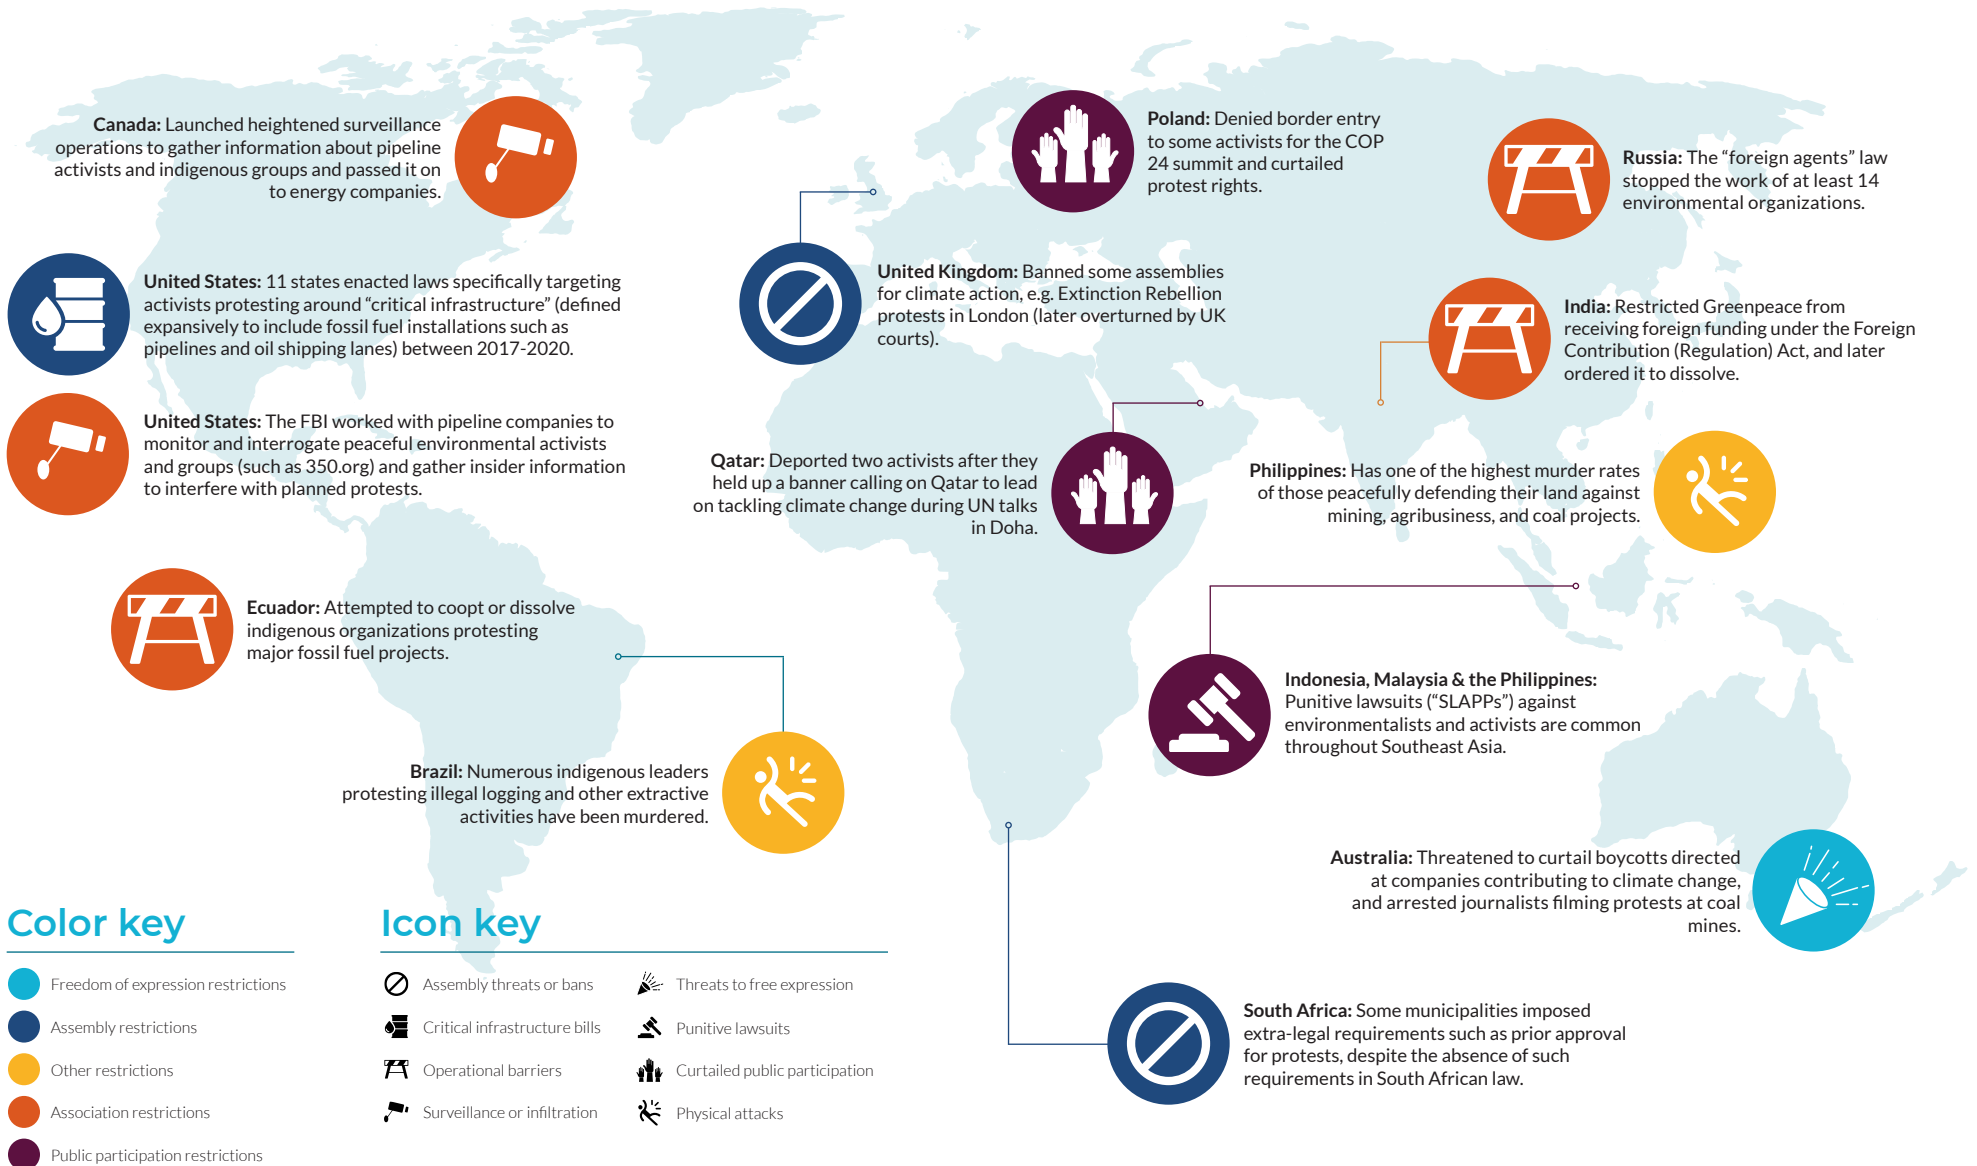 Canada: Launched heightened surveillance
operations to gather information about pipeline
activists and indigenous groups and passed it on
to energy companies.
United States: 11 states enacted laws specifically targeting
activists protesting around “critical infrastructure” (defined
expansively to include fossil fuel installations such as
pipelines and oil shipping lanes) between 2017-2020.
United States: The FBI worked with pipeline companies to
monitor and interrogate peaceful environmental activists
and groups (such as 350.org) and gather insider information
to interfere with planned protests.
Ecuador: Attempted to coopt or dissolve
indigenous organizations protesting
major fossil fuel projects.
Brazil: Numerous indigenous leaders
protesting illegal logging and other extractive
activities have been murdered.
Poland: Denied border entry
to some activists for the COP
24 summit and curtailed
protest rights.
United Kingdom: Banned some assemblies
for climate action, e.g. Extinction Rebellion
protests in London (later overturned by UK
courts).
Qatar: Deported two activists after they
held up a banner calling on Qatar to lead
on tackling climate change during UN talks
in Doha.
Russia: The “foreign agents” law
stopped the work of at least 14
environmental organizations.
India: Restricted Greenpeace from
receiving foreign funding under the Foreign
Contribution (Regulation) Act, and later
ordered it to dissolve.
Philippines: Has one of the highest murder rates
of those peacefully defending their land against
mining, agribusiness, and coal projects.
Indonesia, Malaysia & the Philippines:
Punitive lawsuits (“SLAPPs”) against
environmentalists and activists are common
throughout Southeast Asia.
Australia: Threatened to curtail boycotts directed
at companies contributing to climate change,
and arrested journalists filming protests at coal
mines.
South Africa: Some municipalities imposed
extra-legal requirements such as prior approval
for protests, despite the absence of such
requirements in South African law.
Color key
Freedom of expression restrictions
Assembly restrictions
Other restrictions
Association restrictions
Public participation restrictions
Icon key
Assembly threats or bans
Critical infrastructure bills
Operational barriers
Surveillance or infiltration
Threats to free expression
Punitive lawsuits
Curtailed public participation
Physical attacks